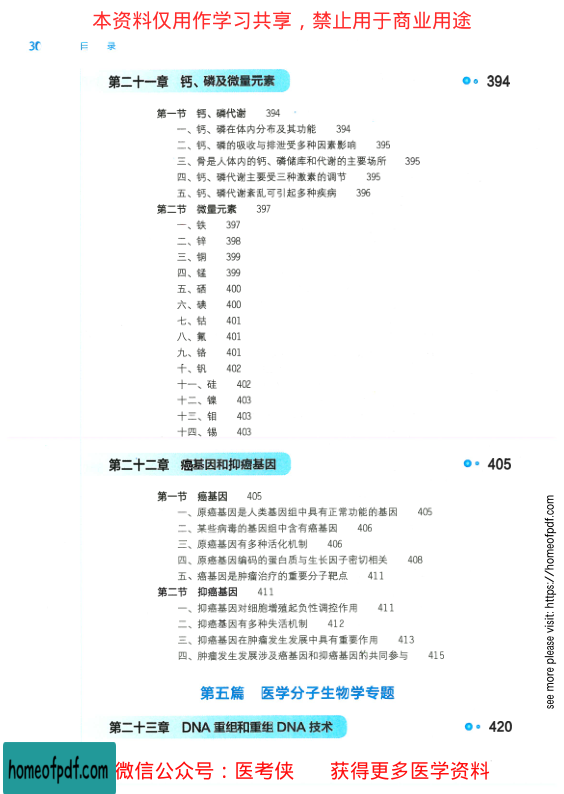 本资料仅用作学习共享，禁止用于商业用途
30 目 录
第二十一章 钙、磷及微量元素 394
第一节 钙、磷代谢 394
一、钙、磷在体内分布及其功能 394
二、钙、磷的吸收与排泄受多种因素影响 395
三、骨是人体内的钙、磷储库和代谢的主要场所 395
四、钙、磷代谢主要受三种激素的调节 395
五、钙、磷代谢紊乱可引起多种疾病 396
第二节 微量元素 397
一、铁 397
二、锌 398
三、铜 399
四、锰 399
五、硒 400
六、碘 400
七、钴 401
八、氟 401
九、铬 401
十、钒 402
十一、硅 402
十二、镍 403
十三、钼 403
十四、锡 403
第二十二章 癌基因和抑癌基因 405
第一节 癌基因 405
一、原癌基因是人类基因组中具有正常功能的基因 405
二、某些病毒的基因组中含有癌基因 406
三、原癌基因有多种活化机制 406
四、原癌基因编码的蛋白质与生长因子密切相关 408
五、癌基因是肿瘤治疗的重要分子靶点 411
第二节 抑癌基因 411
一、抑癌基因对细胞增殖起负性调控作用 411
二、抑癌基因有多种失活机制 412
三、抑癌基因在肿瘤发生发展中具有重要作用 413
四、肿瘤发生发展涉及癌基因和抑癌基因的共同参与 415
第五篇 医学分子生物学专题
第二十三章 DNA 重组和重组 DNA 技术 420
see more please visit: https://homeofpdf.com
homeofpdf.com
微信公众号：医考侠 获得更多医学资料